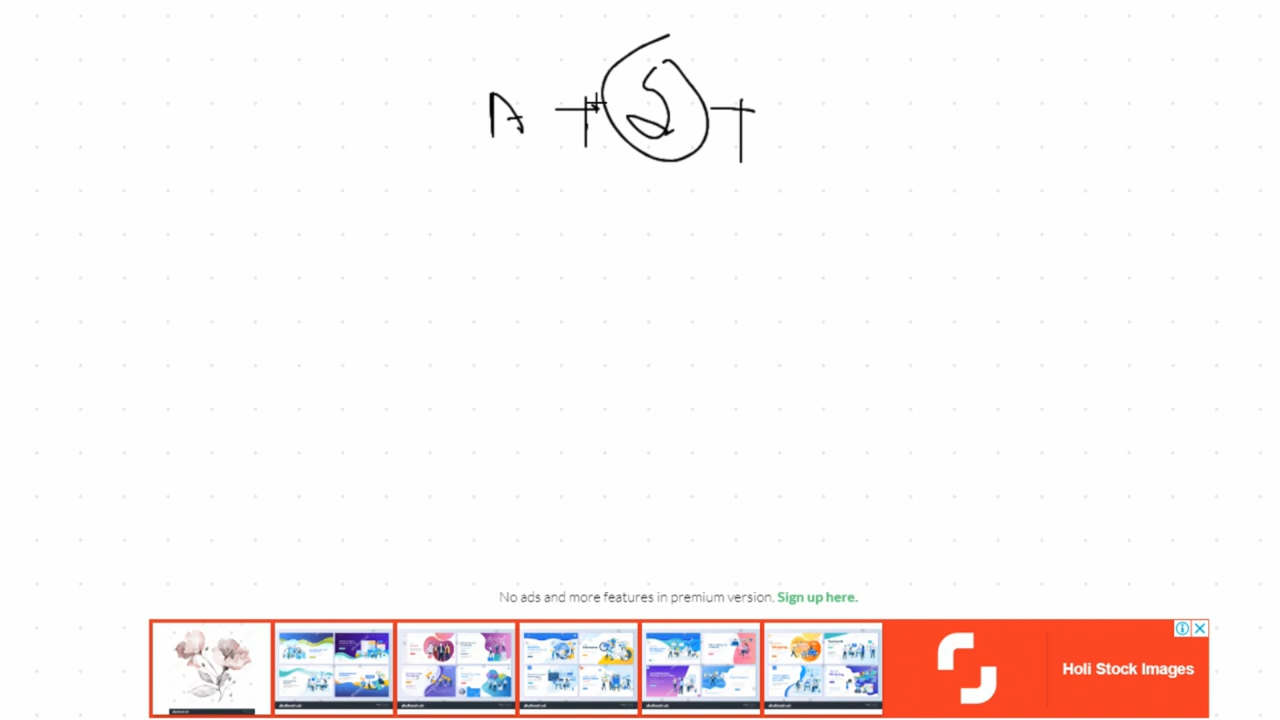 A T S T
No ads and more features in premium version. Sign up here.
Holi Stock Images